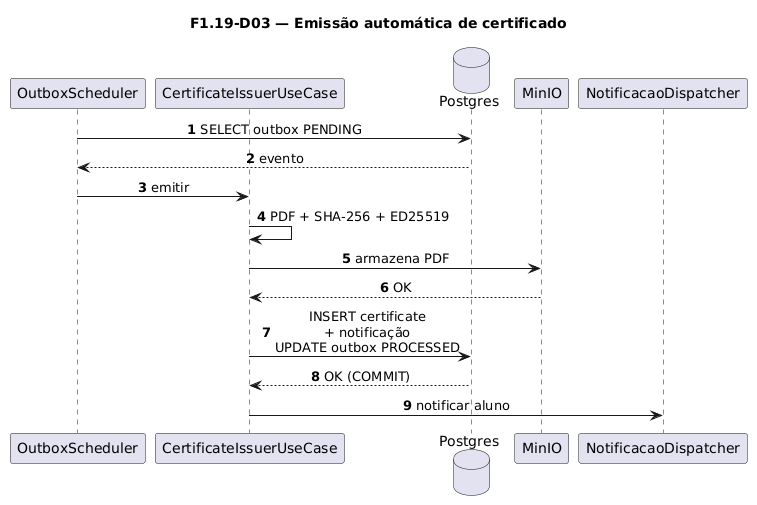 F1.19-D03 — Emissão automática de certificado
OutboxScheduler
CertificateIssuerUseCase
Postgres
MinIO
NotificacaoDispatcher
1 SELECT outbox PENDING
2 evento
3 emitir
4 PDF + SHA-256 + ED25519
5 armazena PDF
6 OK
INSERT certificate
7 + notificação
UPDATE outbox PROCESSED
8 OK (COMMIT)
9 notificar aluno
OutboxScheduler
CertificateIssuerUseCase
Postgres
MinIO
NotificacaoDispatcher